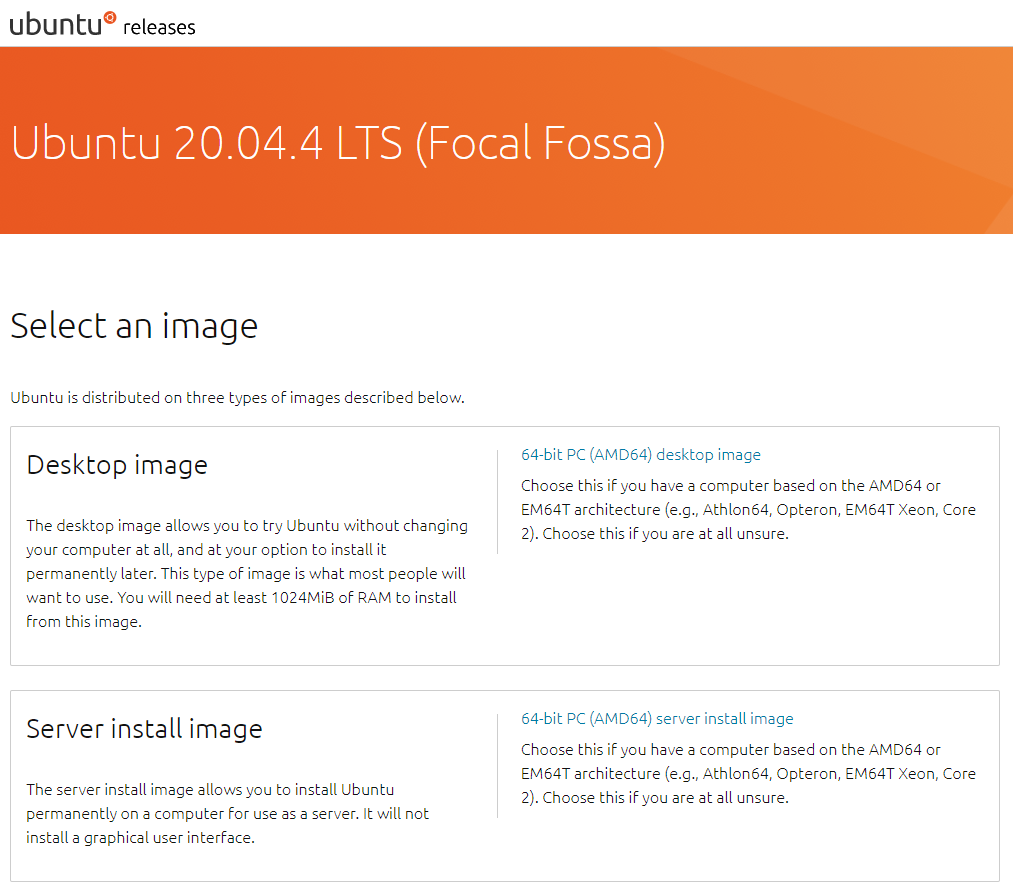 ubuntu releases
Ubuntu 20.04.4 LTS (Focal Fossa)
Select an image
Ubuntu is distributed on three types of images described below.
Desktop image
The desktop image allows you to try Ubuntu without changing
your computer at all, and at your option to install it
permanently later. This type of image is what most people will
want to use. You will need at least 1024MiB of RAM to install
from this image.
64-bit PC (AMD64) desktop image
Choose this if you have a computer based on the AMD64 or
EM64T architecture (e.g., Athlon64, Opteron, EM64T Xeon, Core
2). Choose this if you are at all unsure.
Server install image
The server install image allows you to install Ubuntu
permanently on a computer for use as a server. It will not
install a graphical user interface.
64-bit PC (AMD64) server install image
Choose this if you have a computer based on the AMD64 or
EM64T architecture (e.g., Athlon64, Opteron, EM64T Xeon, Core
2). Choose this if you are at all unsure.